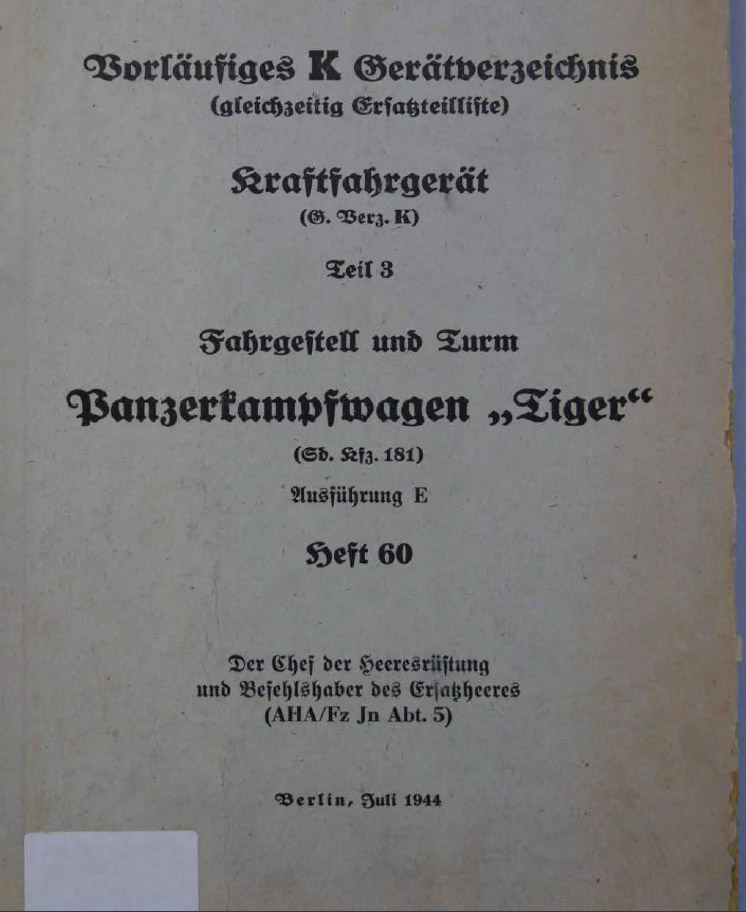 Vorläufiges K Gerätverzeichnis
(gleichzeitig Ersatzteilliste)
Kraftfahrgerät
(G. Verz. K)
Teil 3
Fahrgestell und Turm
Panzerkampfwagen „Tiger“
(Sd. Kfz. 181)
Ausführung E
Heft 60
Der Chef der Heeresrüstung
und Befehlshaber des Ersatzheeres
(AHA/Fz Jn Abt. 5)
Berlin, Juli 1944